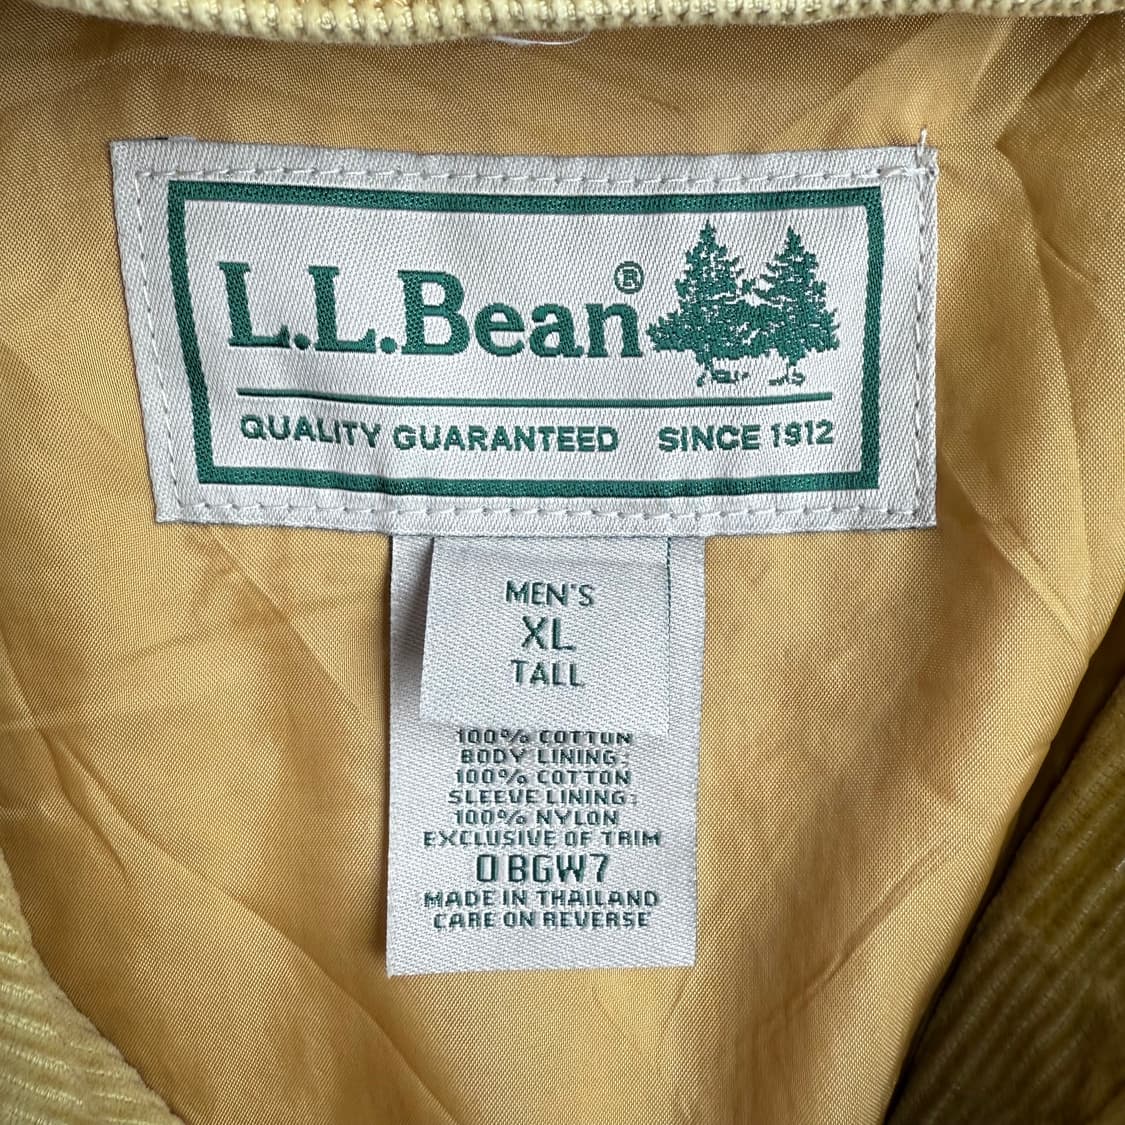 L.L.Bean®
QUALITY GUARANTEED SINCE 1912
MEN'S
XL
TALL
100% COTTON
BODY LINING:
100% COTTON
SLEEVE LINING:
100% NYLON
EXCLUSIVE OF TRIM
0BGW7
MADE IN THAILAND
CARE ON REVERSE